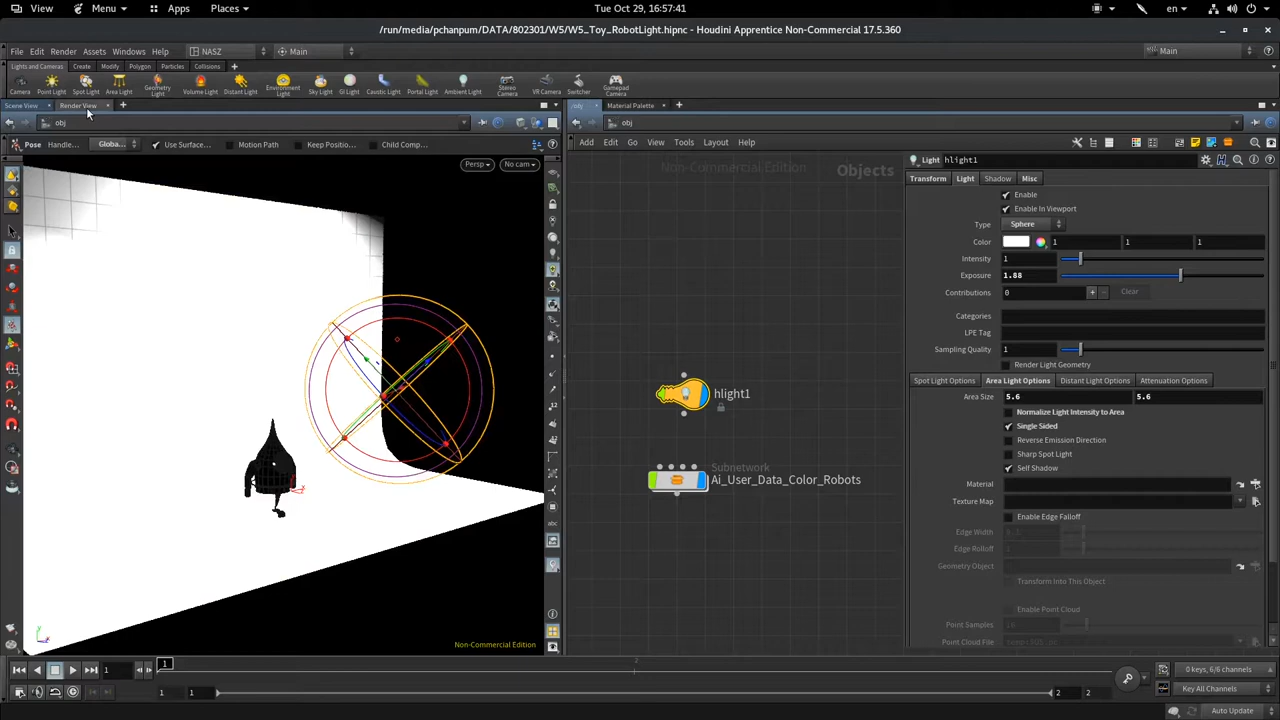 View Menu Apps Places Tue Oct 29, 16:57:41 en
/run/media/pchanpum/DATA/802301/W5/W5_Toy_RobotLight.hipnc - Houdini Apprentice Non-Commercial 17.5.360
File Edit Render Assets Windows Help NASZ Main Main
Lights and Cameras Create Modify Polygon Particles Collisions
Camera Point Light Spot Light Area Light Geometry Light Volume Light Distant Light Environment Light Sky Light GI Light Caustic Light Portal Light Ambient Light Stereo Camera VR Camera Switcher Gamepad Camera
Scene View Render View /obj Material Palette
obj obj
Pose Handle... Globa... Use Surface... Motion Path Keep Positio... Child Comp...
Add Edit Go View Tools Layout Help
Persp No cam
Non-Commercial Edition Objects
Light hlight1
Transform Light Shadow Misc
Enable
Enable In Viewport
Type Sphere
Color 1 1 1
Intensity 1
Exposure 1.88
Contributions 0 + - Clear
Categories
LPE Tag
Sampling Quality 1
Render Light Geometry
Spot Light Options Area Light Options Distant Light Options Attenuation Options
Area Size 5.6 5.6
Normalize Light Intensity to Area
Single Sided
Reverse Emission Direction
Sharp Spot Light
Self Shadow
Material
Texture Map
Enable Edge Falloff
Edge Width 0.1
Edge Rolloff 1
Geometry Object
Transform Into This Object
Enable Point Cloud
Point Samples
Point Cloud File
hlight1
Subnetwork
Ai_User_Data_Color_Robots
abc
Non-Commercial Edition
1 1 2
0 keys, 6/6 channels
1 1 2 2
Key All Channels
Auto Update